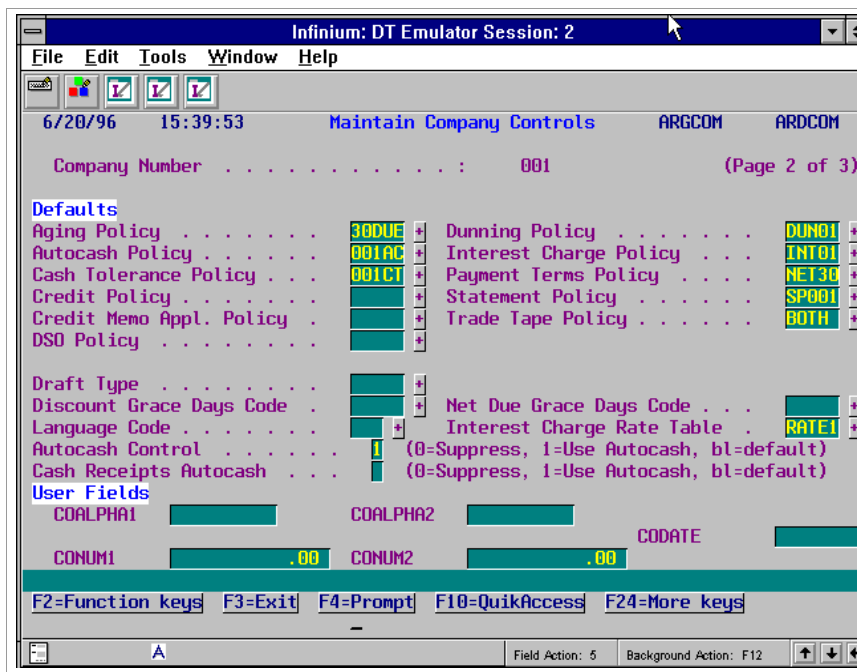 Infinium: DT Emulator Session: 2
File Edit Tools Window Help
6/20/96 15:39:53 Maintain Company Controls ARGCOM ARDCOM
Company Number . . . . . . . . . . . : 001 (Page 2 of 3)
Defaults
Aging Policy . . . . . . . 30DUE + Dunning Policy . . . . . . . DUN01 +
Autocash Policy . . . . . . 001AC + Interest Charge Policy . . . INT01 +
Cash Tolerance Policy . . . 001CT + Payment Terms Policy . . . . NET30 +
Credit Policy . . . . . . . + Statement Policy . . . . . . SP001 +
Credit Memo Appl. Policy . + Trade Tape Policy . . . . . . BOTH +
DSO Policy . . . . . . . . +
Draft Type . . . . . . . . +
Discount Grace Days Code . + Net Due Grace Days Code . . . +
Language Code . . . . . . . + Interest Charge Rate Table . RATE1 +
Autocash Control . . . . . . 1 (0=Suppress, 1=Use Autocash, bl=default)
Cash Receipts Autocash . . . (0=Suppress, 1=Use Autocash, bl=default)
User Fields
COALPHA1 COALPHA2
CODATE
CONUM1 .00 CONUM2 .00
F2=Function keys F3=Exit F4=Prompt F10=QuikAccess F24=More keys
A Field Action: 5 Background Action: F12